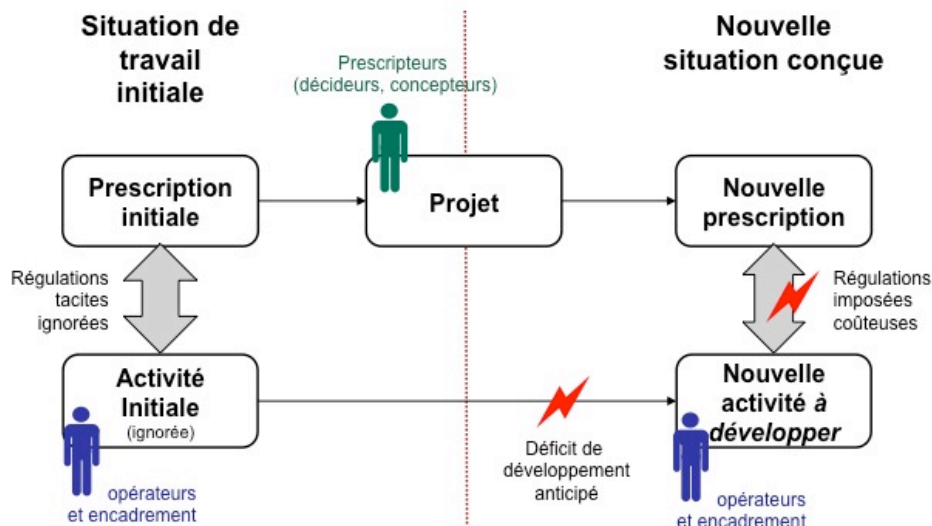 Situation de
travail
initiale
Nouvelle
situation conçue
Prescripteurs
(décideurs, concepteurs)
Prescription
initiale
Projet
Nouvelle
prescription
Régulations
tacites
ignorées
Régulations
imposées
coûteuses
Activité
Initiale
(ignorée)
Nouvelle
activité à
développer
Déficit de
développement
anticipé
opérateurs
et encadrement
opérateurs
et encadrement